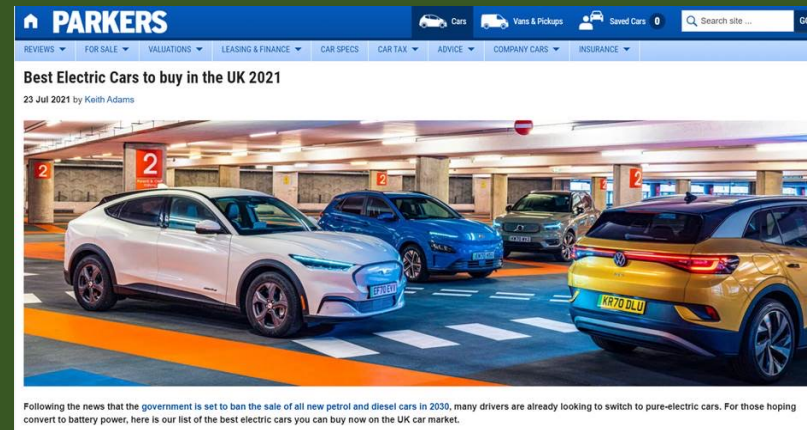 PARKERS
Cars
Vans & Pickups
Saved Cars 0
Search site ...
REVIEWS FOR SALE VALUATIONS LEASING & FINANCE CAR SPECS CAR TAX ADVICE COMPANY CARS INSURANCE
Best Electric Cars to buy in the UK 2021
23 Jul 2021 by Keith Adams
2
2
2
2
KR70 DLU
Following the news that the government is set to ban the sale of all new petrol and diesel cars in 2030, many drivers are already looking to switch to pure-electric cars. For those hoping
convert to battery power, here is our list of the best electric cars you can buy now on the UK car market.